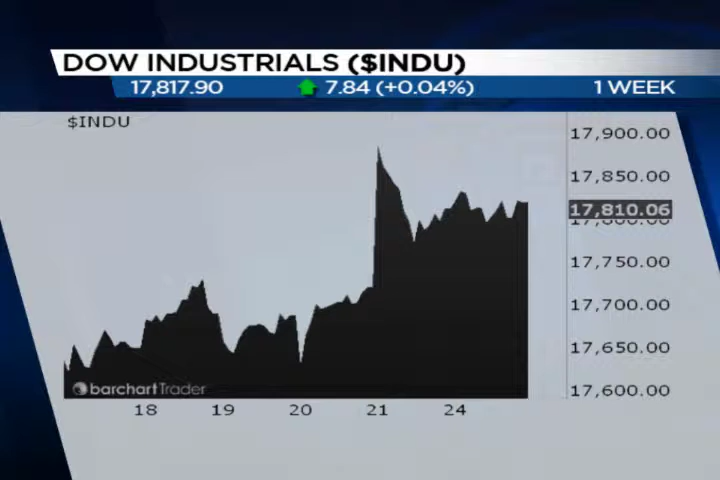 DOW INDUSTRIALS ($INDU)
17,817.90 7.84 (+0.04%) 1 WEEK
$INDU
17,900.00
17,850.00
17,810.06
17,750.00
17,700.00
17,650.00
17,600.00
barchartTrader
18 19 20 21 24